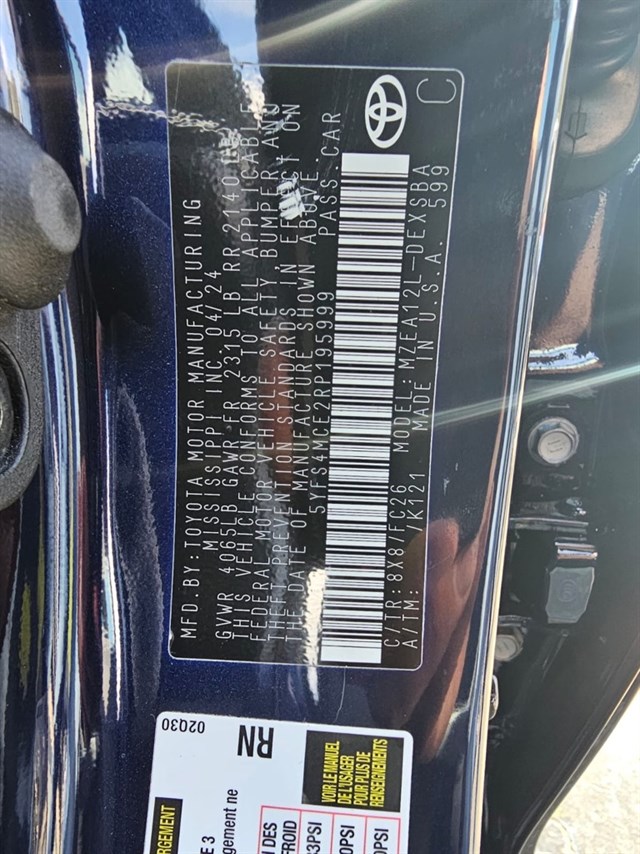 MFD.BY:TOYOTA MOTOR MANUFACTURING
MISSISSIPPI, INC. 04/24
GVWR 4065LB GAWR FR 2315 LB RR 2140
THIS VEHICLE CONFORMS TO ALL APPLICABLE
FEDERAL MOTOR VEHICLE SAFETY, BUMPER, AND
THEFT PREVENTION STANDARDS IN EFFECT ON
THE DATE OF MANUFACTURE SHOWN ABOVE.
5YFS4MCE2RP195999 PASS.CAR
C/TR: 8X8/FC26 MODEL: MZEA12L-DEXSBA
A/TM: /K121 MADE IN U.S.A. 599
C
02Q30
RN
VOIR LE MANUEL
DE L'USAGER
POUR PLUS DE
RENSEIGNEMENTS